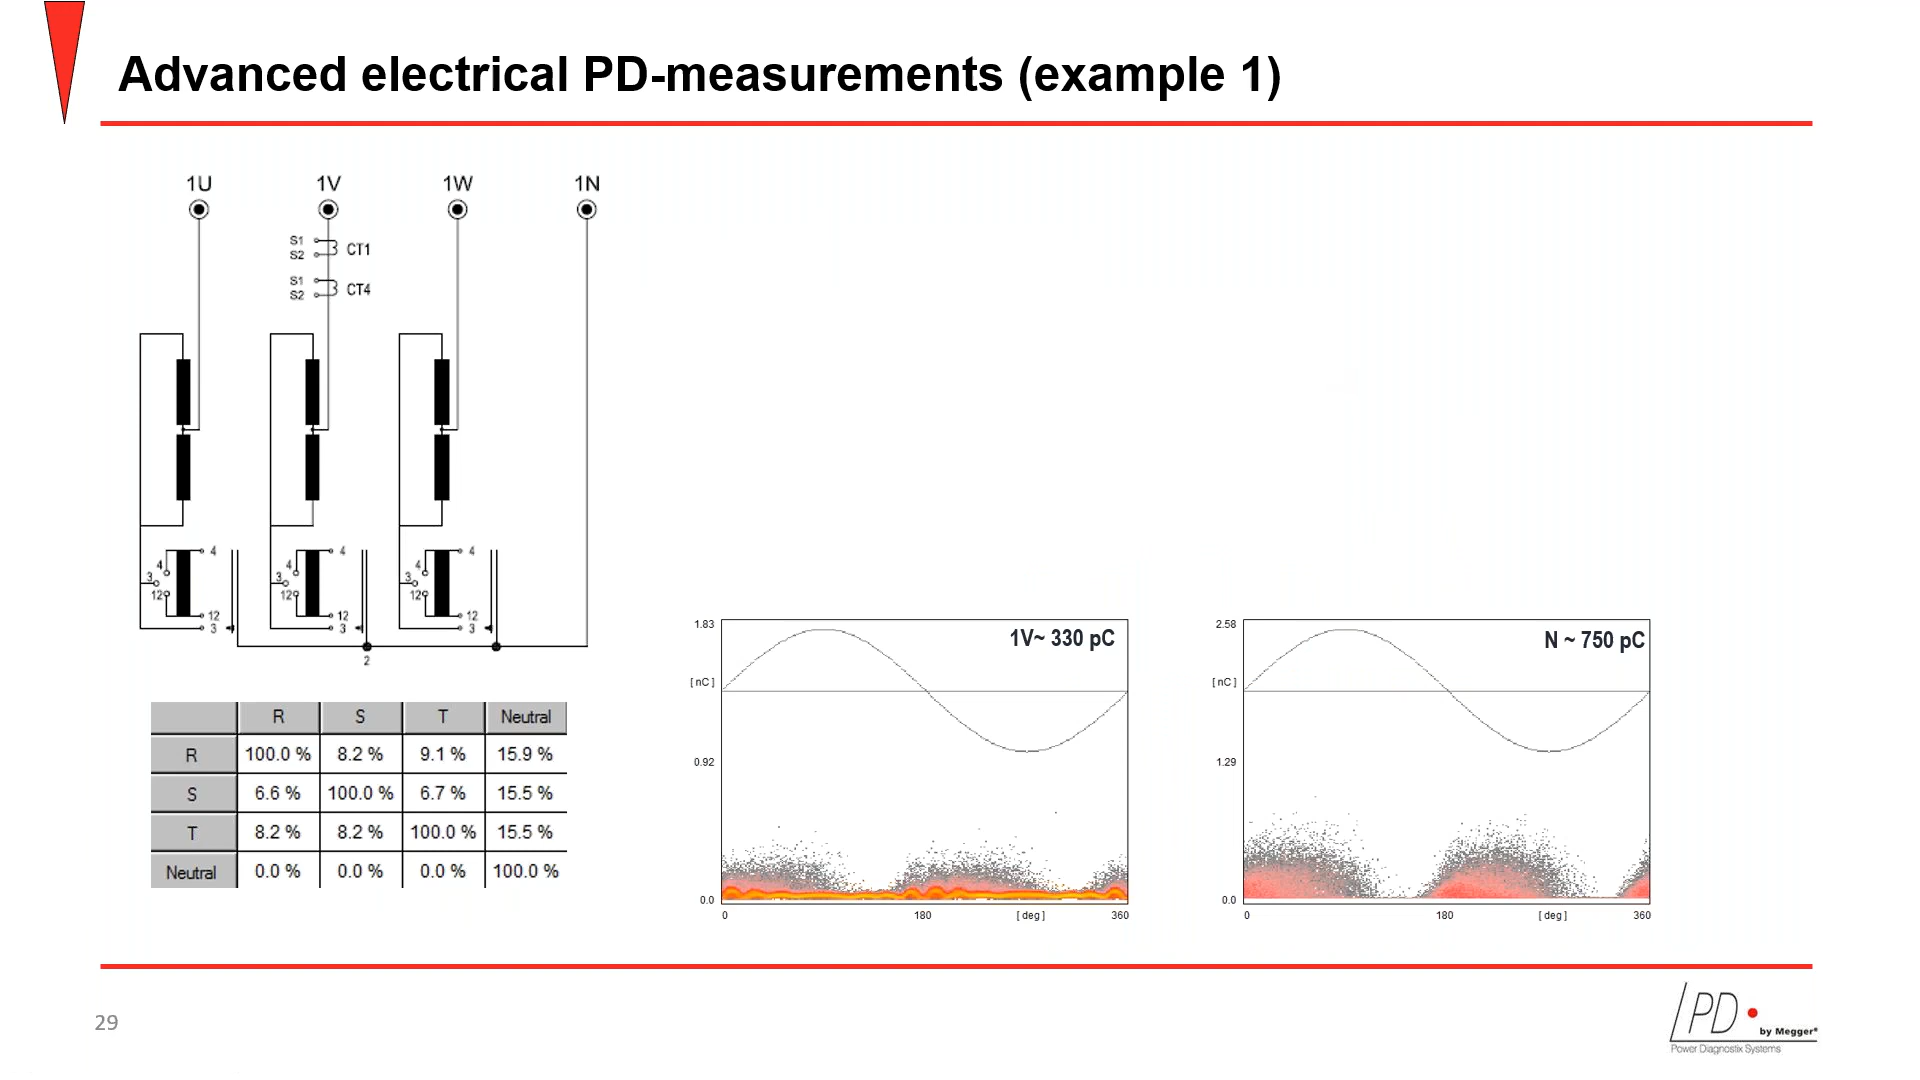 Advanced electrical PD-measurements (example 1)
1U 1V 1W 1N
S1
S2 CT1
S1
S2 CT4
4 4 4
4 4 4
3 3 3
12 12 12
12 12 12
3 3 3
2
R S T Neutral
R 100.0 % 8.2 % 9.1 % 15.9 %
S 6.6 % 100.0 % 6.7 % 15.5 %
T 8.2 % 8.2 % 100.0 % 15.5 %
Neutral 0.0 % 0.0 % 0.0 % 100.0 %
1.83
1V~ 330 pC
[ nC ]
0.92
0.0
0 180 [ deg ] 360
2.58
N ~ 750 pC
[ nC ]
1.29
0.0
0 180 [ deg ] 360
29
PD
by Megger®
Power Diagnostix Systems